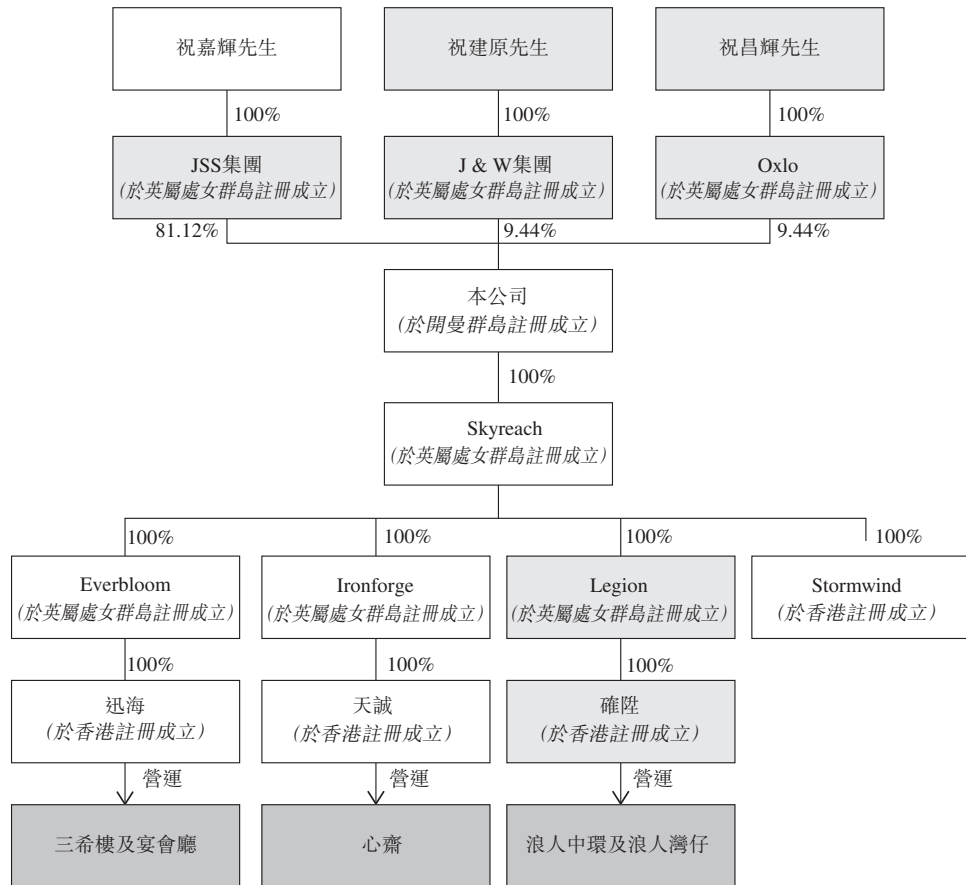 祝嘉輝先生
祝建原先生
祝昌輝先生
100%
100%
100%
JSS集團
(於英屬處女群島註冊成立)
J & W集團
(於英屬處女群島註冊成立)
Oxlo
(於英屬處女群島註冊成立)
81.12%
9.44%
9.44%
本公司
(於開曼群島註冊成立)
100%
Skyreach
(於英屬處女群島註冊成立)
100%
100%
100%
100%
Everbloom
(於英屬處女群島註冊成立)
Ironforge
(於英屬處女群島註冊成立)
Legion
(於英屬處女群島註冊成立)
Stormwind
(於香港註冊成立)
100%
100%
100%
迅海
(於香港註冊成立)
天誠
(於香港註冊成立)
確陞
(於香港註冊成立)
營運
營運
營運
三希樓及宴會廳
心齋
浪人中環及浪人灣仔